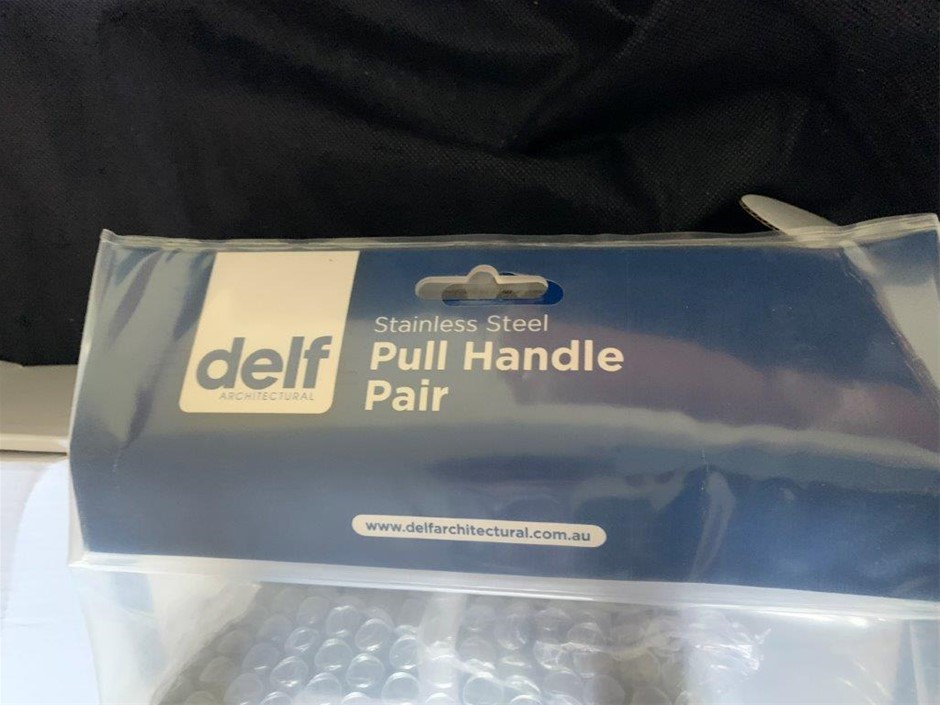 delf
ARCHITECTURAL
Stainless Steel
Pull Handle
Pair
www.delfarchitectural.com.au